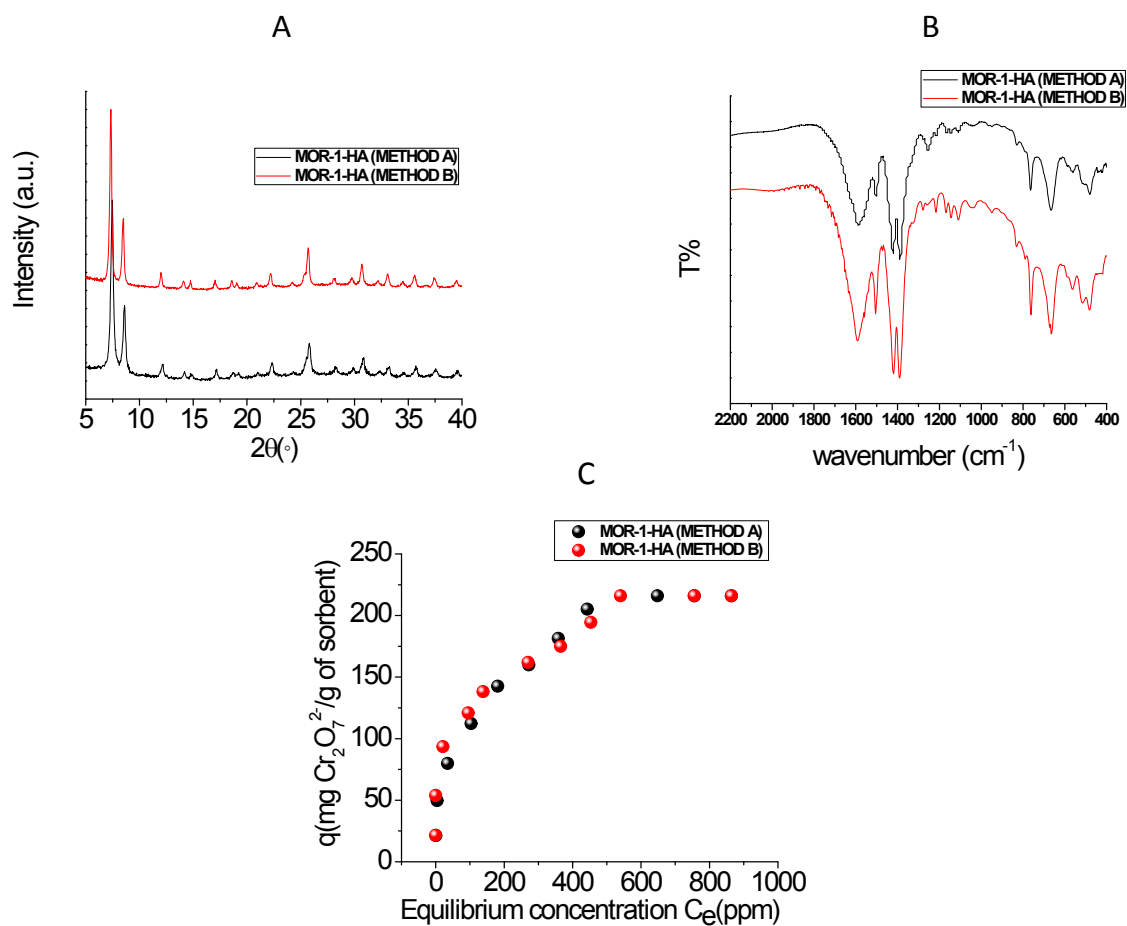 A
MOR-1-HA (METHOD A)
MOR-1-HA (METHOD B)
Intensity (a.u.)
5 10 15 20 25 30 35 40
2θ(◦)
B
MOR-1-HA (METHOD A)
MOR-1-HA (METHOD B)
T%
2200 2000 1800 1600 1400 1200 1000 800 600 400
wavenumber (cm-1)
C
MOR-1-HA (METHOD A)
MOR-1-HA (METHOD B)
q(mg Cr2O72-/g of sorbent)
250
200
150
100
50
0
0 200 400 600 800 1000
Equilibrium concentration Ce(ppm)